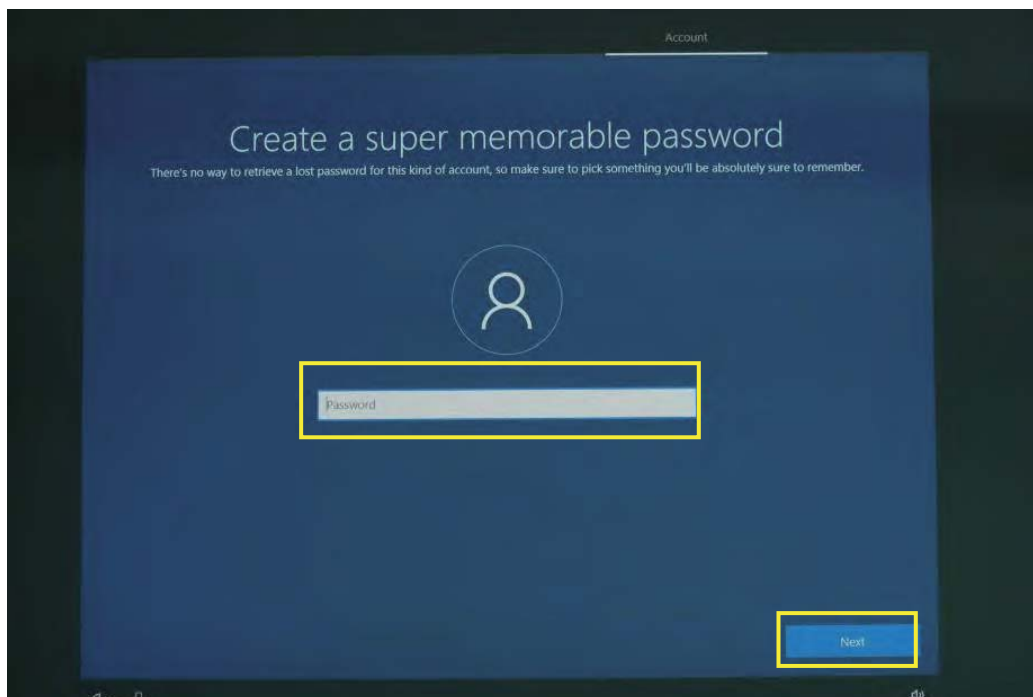 Account
Create a super memorable password
There's no way to retrieve a lost password for this kind of account, so make sure to pick something you'll be absolutely sure to remember.
Password
Next